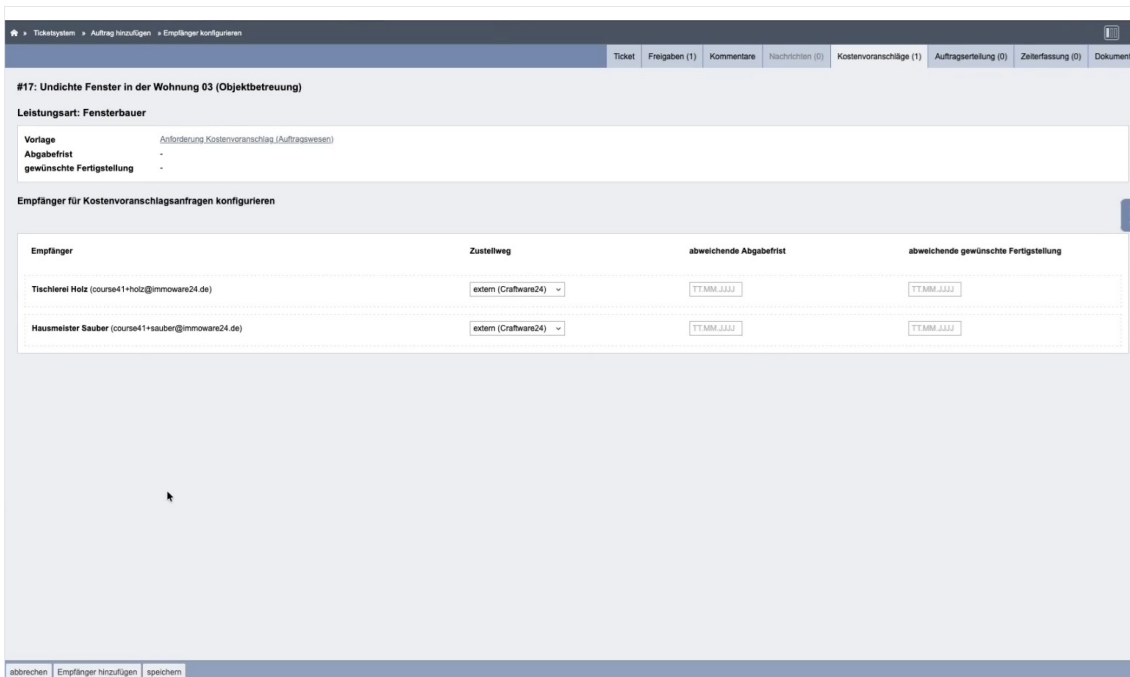 » Ticketsystem » Auftrag hinzufügen » Empfänger konfigurieren
Ticket Freigaben (1) Kommentare Nachrichten (0) Kostenvoranschläge (1) Auftragserteilung (0) Zeiterfassung (0) Dokument
#17: Undichte Fenster in der Wohnung 03 (Objektbetreuung)
Leistungsart: Fensterbauer
Vorlage Anforderung Kostenvoranschlag (Auftragswesen)
Abgabefrist -
gewünschte Fertigstellung -
Empfänger für Kostenvoranschlagsanfragen konfigurieren
Empfänger Zustellweg abweichende Abgabefrist abweichende gewünschte Fertigstellung
Tischlerei Holz (course41+holz@immoware24.de) extern (Craftware24) TT.MM.JJJJ TT.MM.JJJJ
Hausmeister Sauber (course41+sauber@immoware24.de) extern (Craftware24) TT.MM.JJJJ TT.MM.JJJJ
abbrechen Empfänger hinzufügen speichern